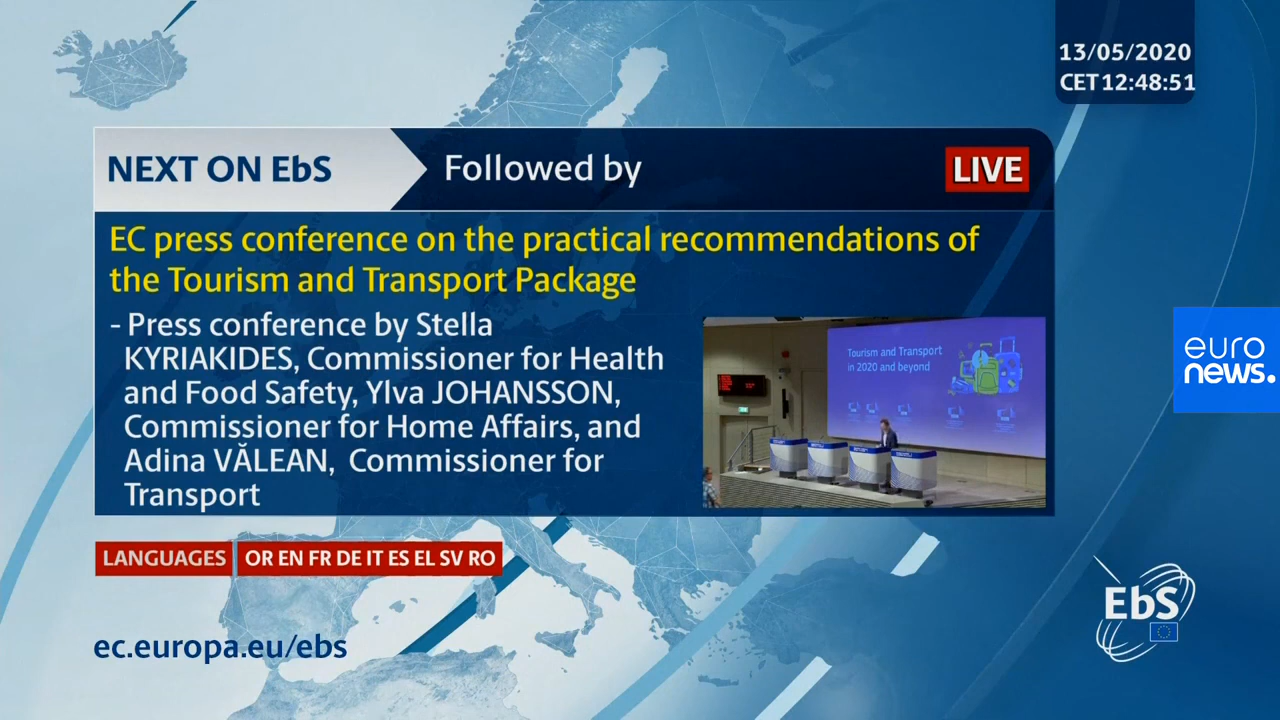 13/05/2020
CET 12:48:51
NEXT ON EbS
Followed by
LIVE
EC press conference on the practical recommendations of
the Tourism and Transport Package
- Press conference by Stella
KYRIAKIDES, Commissioner for Health
and Food Safety, Ylva JOHANSSON,
Commissioner for Home Affairs, and
Adina VĂLEAN, Commissioner for
Transport
Tourism and Transport
in 2020 and beyond
euro
news.
LANGUAGES
OR EN FR DE IT ES EL SV RO
EbS
ec.europa.eu/ebs